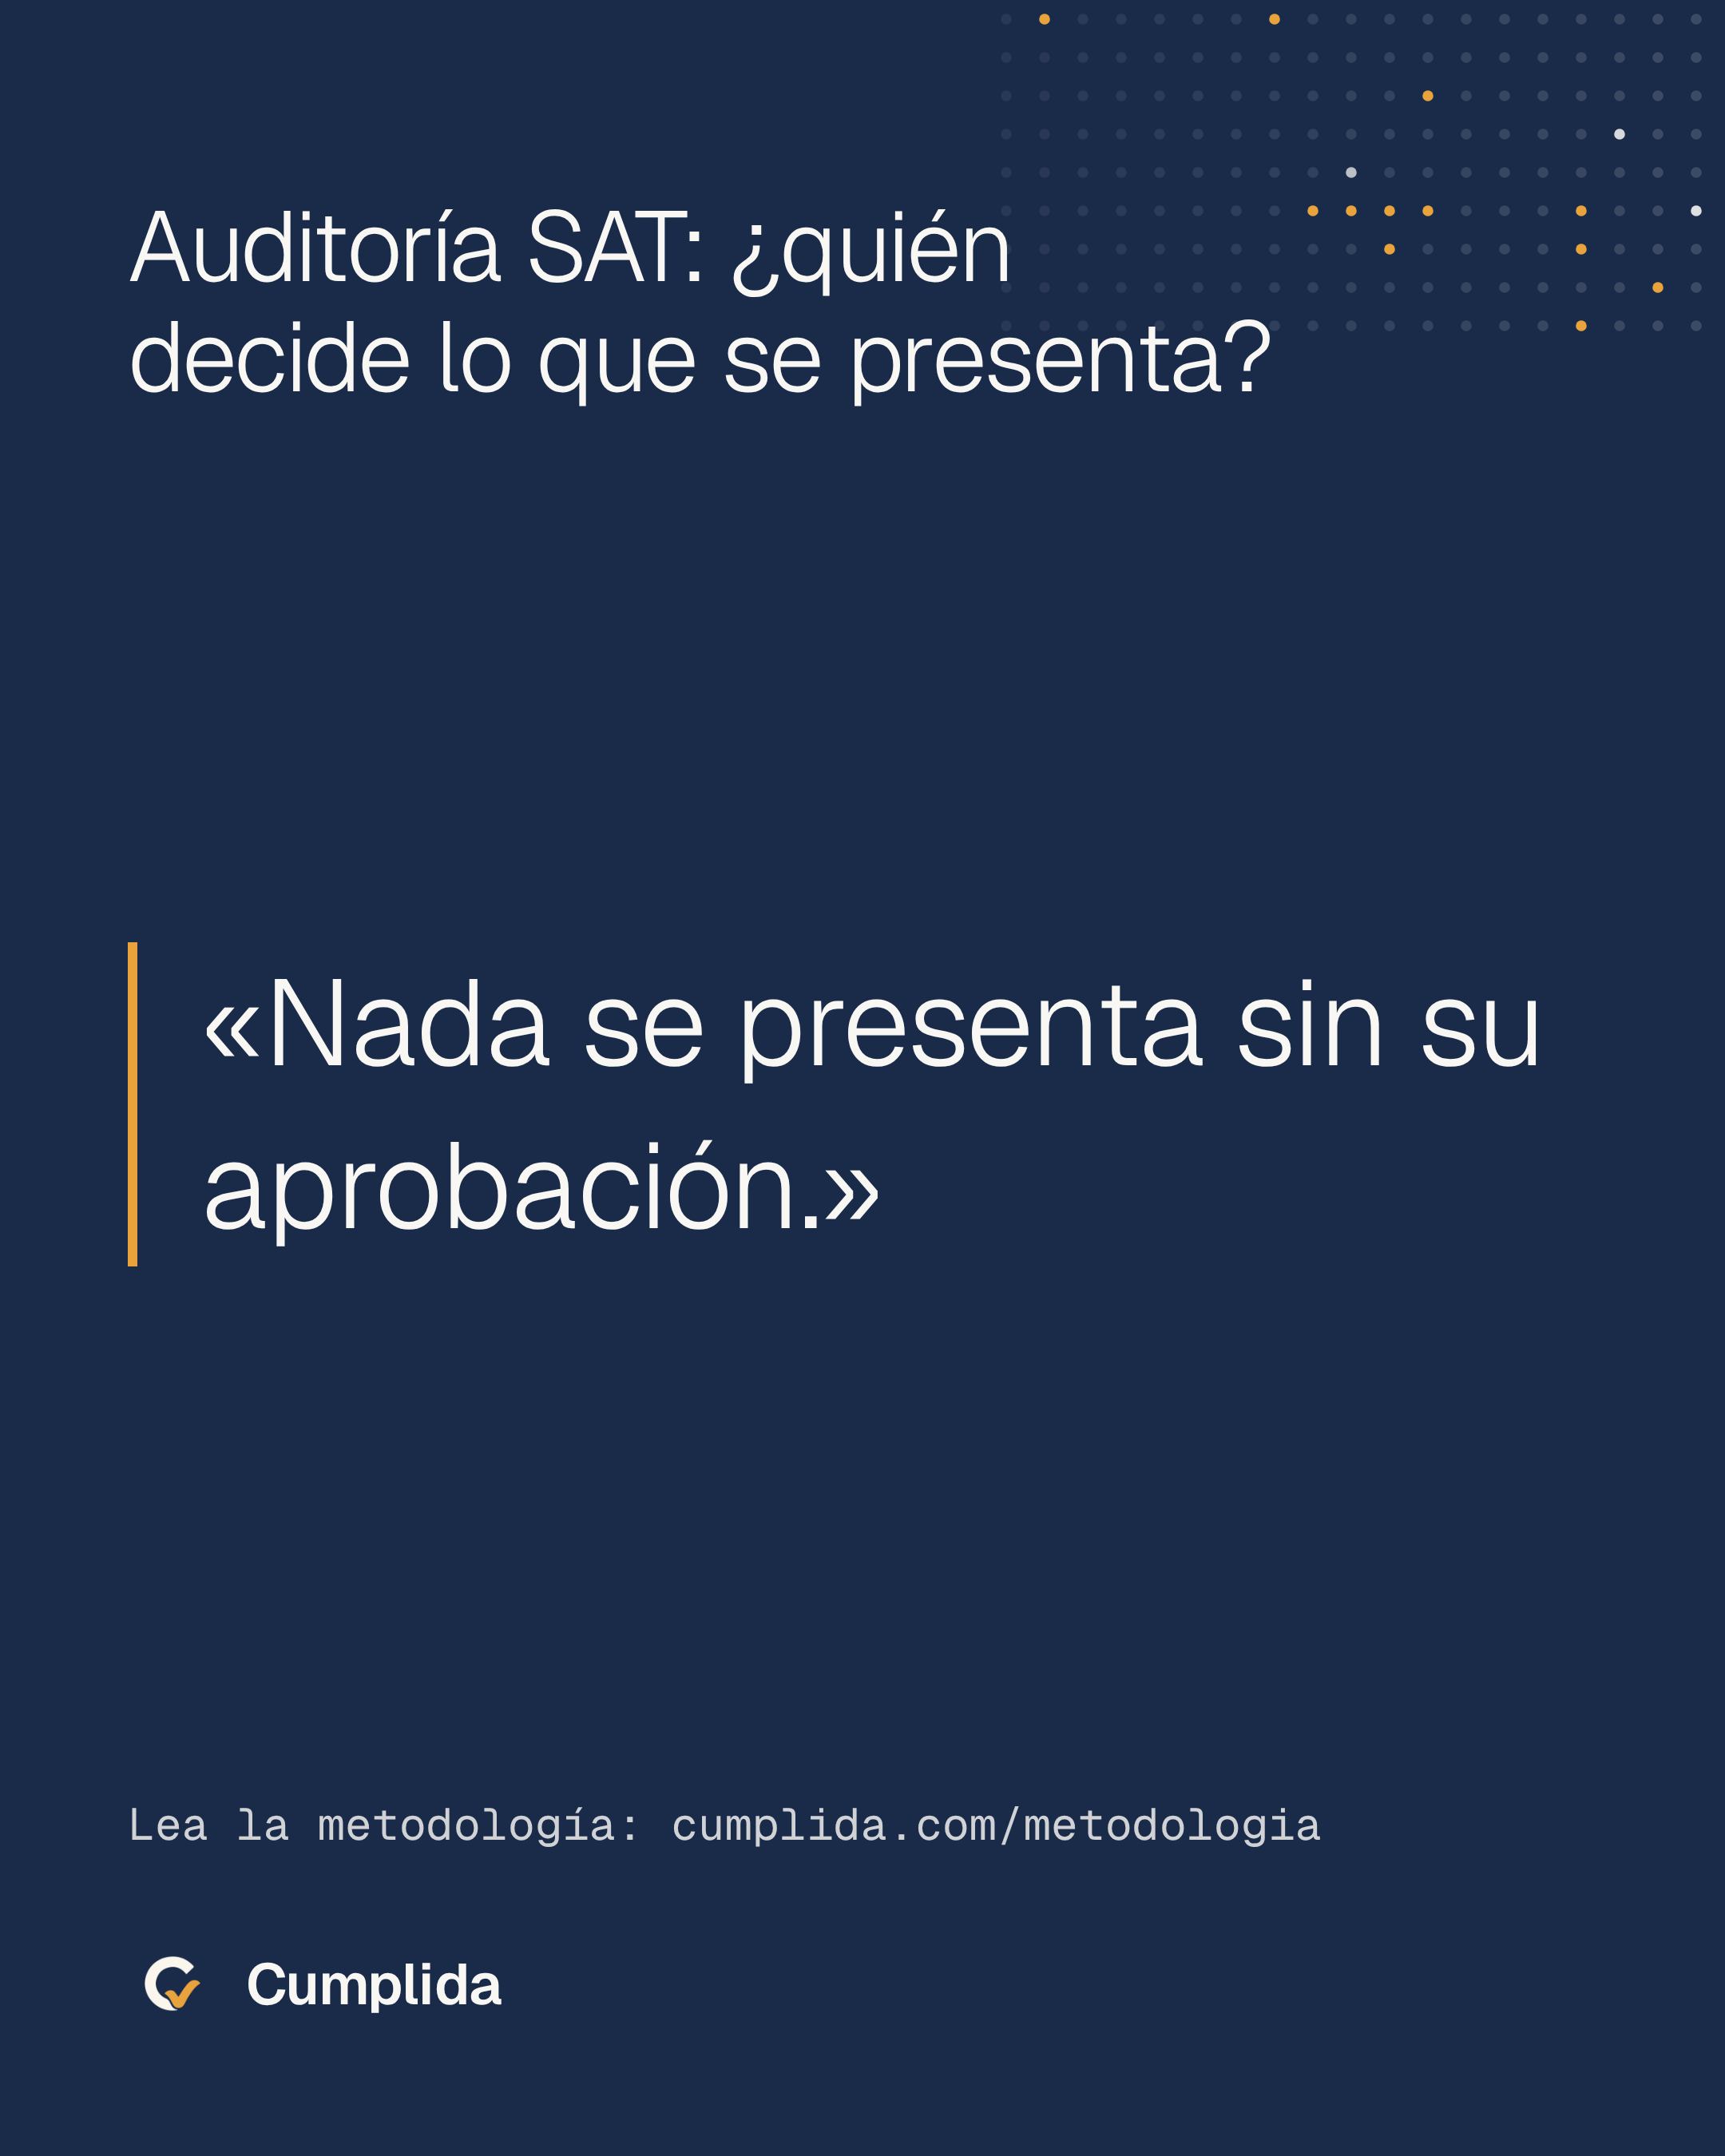 Auditoría SAT: ¿quién
decide lo que se presenta?
«Nada se presenta sin su
aprobación.»
Lea la metodología: cumplida.com/metodologia
Cumplida